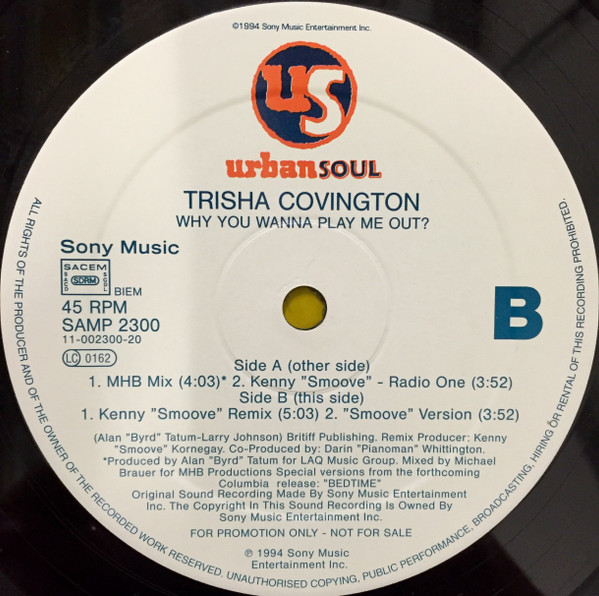 ©1994 Sony Music Entertainment Inc.
us
urban SOUL
TRISHA COVINGTON
WHY YOU WANNA PLAY ME OUT?
Sony Music
SACEM
SACD
SDRM
SGDL
BIEM
45 RPM
SAMP 2300
11-002300-20
LC 0162
B
Side A (other side)
1. MHB Mix (4:03)* 2. Kenny "Smoove" - Radio One (3:52)
Side B (this side)
1. Kenny "Smoove" Remix (5:03) 2. "Smoove" Version (3:52)
(Alan "Byrd" Tatum-Larry Johnson) Britiff Publishing. Remix Producer: Kenny
"Smoove" Kornegay. Co-Produced by: Darin "Pianoman" Whittington.
*Produced by Alan "Byrd" Tatum for LAQ Music Group. Mixed by Michael
Brauer for MHB Productions Special versions from the forthcoming
Columbia release: "BEDTIME"
Original Sound Recording Made By Sony Music Entertainment
Inc. The Copyright In This Sound Recording Is Owned By
Sony Music Entertainment Inc.
FOR PROMOTION ONLY - NOT FOR SALE
℗ 1994 Sony Music
Entertainment Inc.
ALL RIGHTS OF THE PRODUCER AND OF THE OWNER OF THE RECORDED WORK RESERVED. UNAUTHORISED COPYING, PUBLIC PERFORMANCE, BROADCASTING, HIRING OR RENTAL OF THIS RECORDING PROHIBITED.